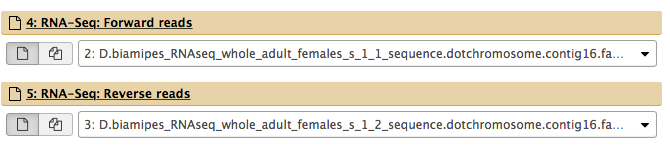 4: RNA-Seq: Forward reads
2: D.biamipes_RNAseq_whole_adult_females_s_1_1_sequence.dotchromosome.contig16.fa...
5: RNA-Seq: Reverse reads
3: D.biamipes_RNAseq_whole_adult_females_s_1_2_sequence.dotchromosome.contig16.fa...